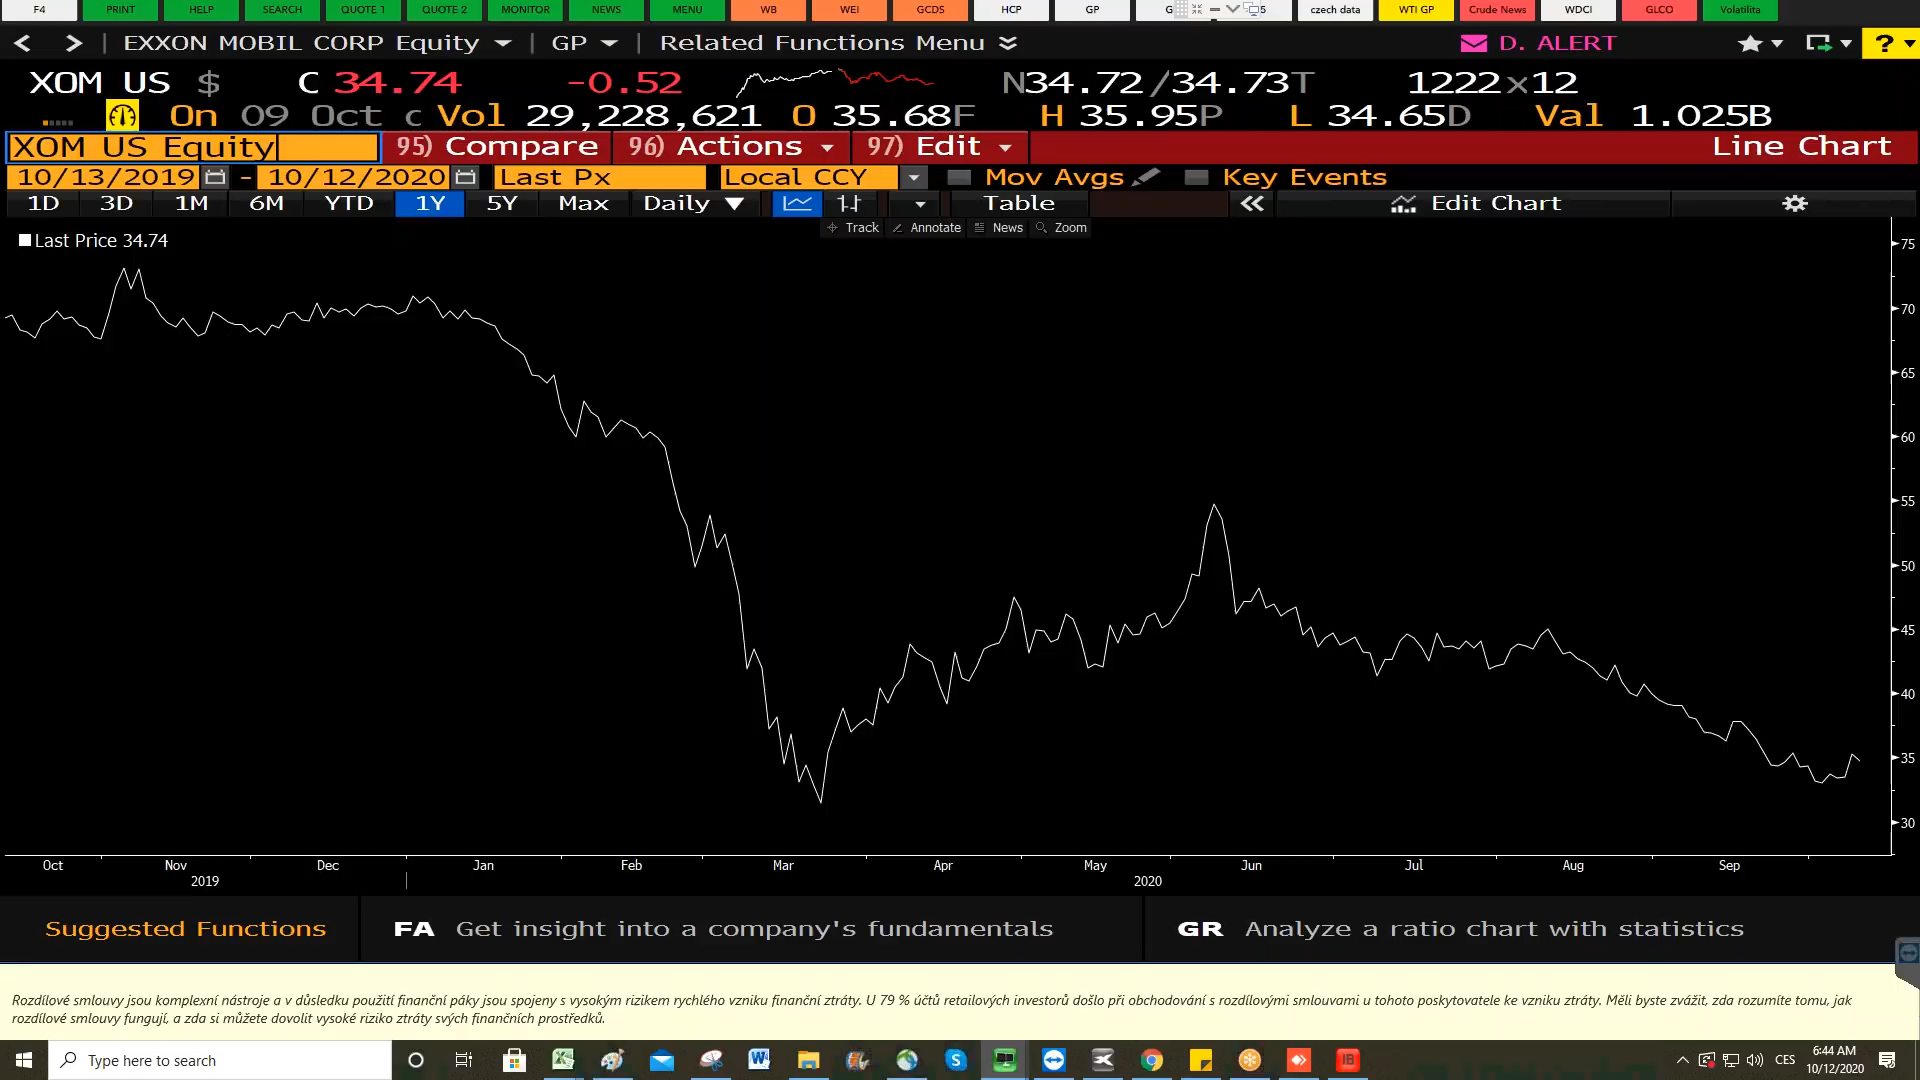 F4 PRINT HELP SEARCH QUOTE 1 QUOTE 2 MONITOR NEWS MENU WB WEI GCDS HCP GP G 5 czech data WTI GP Crude News WDCI GLCO Volatilita
EXXON MOBIL CORP Equity GP Related Functions Menu D. ALERT ?
XOM US $ C 34.74 -0.52 N34.72/34.73T 1222x12
On 09 Oct c Vol 29,228,621 O 35.68F H 35.95P L 34.65D Val 1.025B
XOM US Equity 95) Compare 96) Actions 97) Edit Line Chart
10/13/2019 - 10/12/2020 Last Px Local CCY Mov Avgs Key Events
1D 3D 1M 6M YTD 1Y 5Y Max Daily Table Edit Chart
Track Annotate News Zoom
Last Price 34.74
75
70
65
60
55
50
45
40
35
30
Oct Nov Dec Jan Feb Mar Apr May Jun Jul Aug Sep
2019 2020
Suggested Functions FA Get insight into a company's fundamentals GR Analyze a ratio chart with statistics
Rozdílové smlouvy jsou komplexní nástroje a v důsledku použití finanční páky jsou spojeny s vysokým rizikem rychlého vzniku finanční ztráty. U 79 % účtů retailových investorů došlo při obchodování s rozdílovými smlouvami u tohoto poskytovatele ke vzniku ztráty. Měli byste zvážit, zda rozumíte tomu, jak
rozdílové smlouvy fungují, a zda si můžete dovolit vysoké riziko ztráty svých finančních prostředků.
Type here to search CES 6:44 AM
10/12/2020